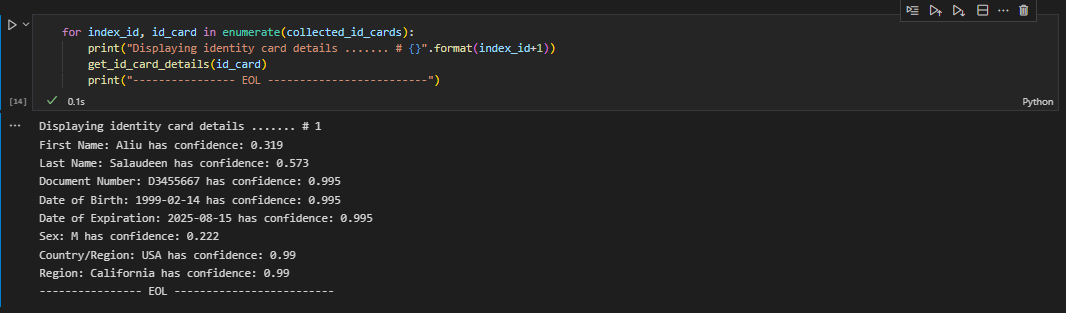 for index_id, id_card in enumerate(collected_id_cards):
    print("Displaying identity card details ....... # {}".format(index_id+1))
    get_id_card_details(id_card)
    print("---------------- EOL -------------------------")
[14]
0.1s
Python
Displaying identity card details ....... # 1
First Name: Aliu has confidence: 0.319
Last Name: Salaudeen has confidence: 0.573
Document Number: D3455667 has confidence: 0.995
Date of Birth: 1999-02-14 has confidence: 0.995
Date of Expiration: 2025-08-15 has confidence: 0.995
Sex: M has confidence: 0.222
Country/Region: USA has confidence: 0.99
Region: California has confidence: 0.99
---------------- EOL -------------------------